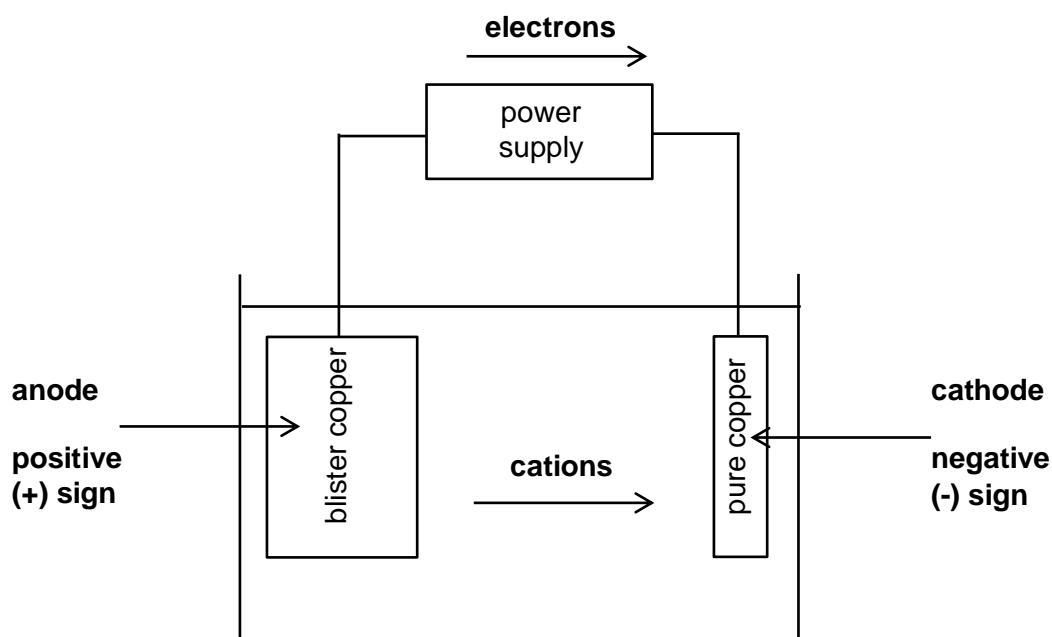 electrons
power
supply
anode
positive
(+) sign
blister copper
cations
pure copper
cathode
negative
(-) sign